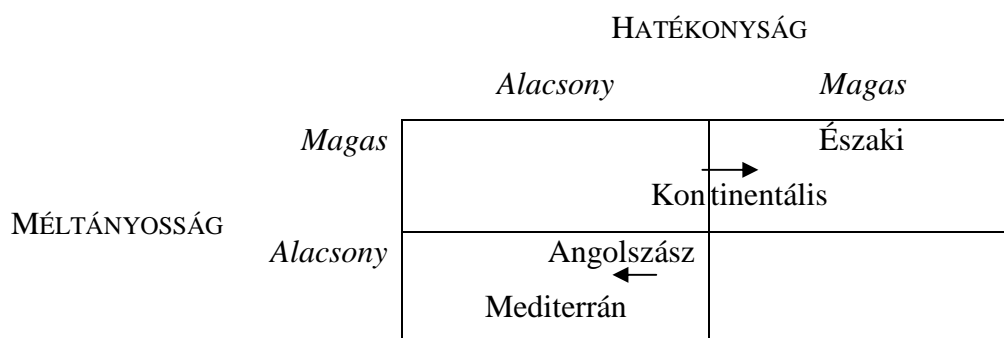 HATÉKONYSÁG
Alacsony Magas
Magas Északi
Kontinentális
MÉLTÁNYOSSÁG
Alacsony Angolszász
Mediterrán